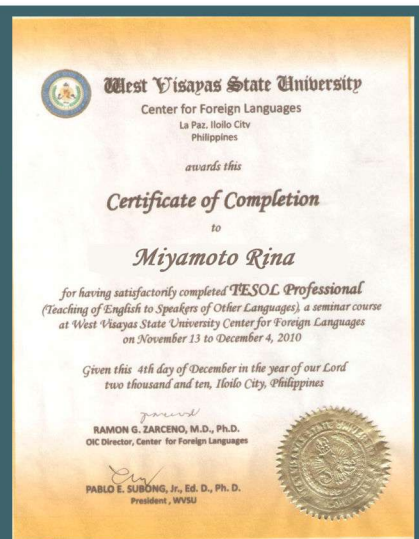 West Visayas State University
Center for Foreign Languages
La Paz, Iloilo City
Philippines
awards this
Certificate of Completion
to
Miyamoto Rina
for having satisfactorily completed TESOL Professional
(Teaching of English to Speakers of Other Languages), a seminar course
at West Visayas State University Center for Foreign Languages
on November 13 to December 4, 2010
Given this 4th day of December in the year of our Lord
two thousand and ten, Iloilo City, Philippines
RAMON G. ZARCENO, M.D., Ph.D.
OIC Director, Center for Foreign Languages
PABLO E. SUBONG, Jr., Ed. D., Ph. D.
President, WVSU